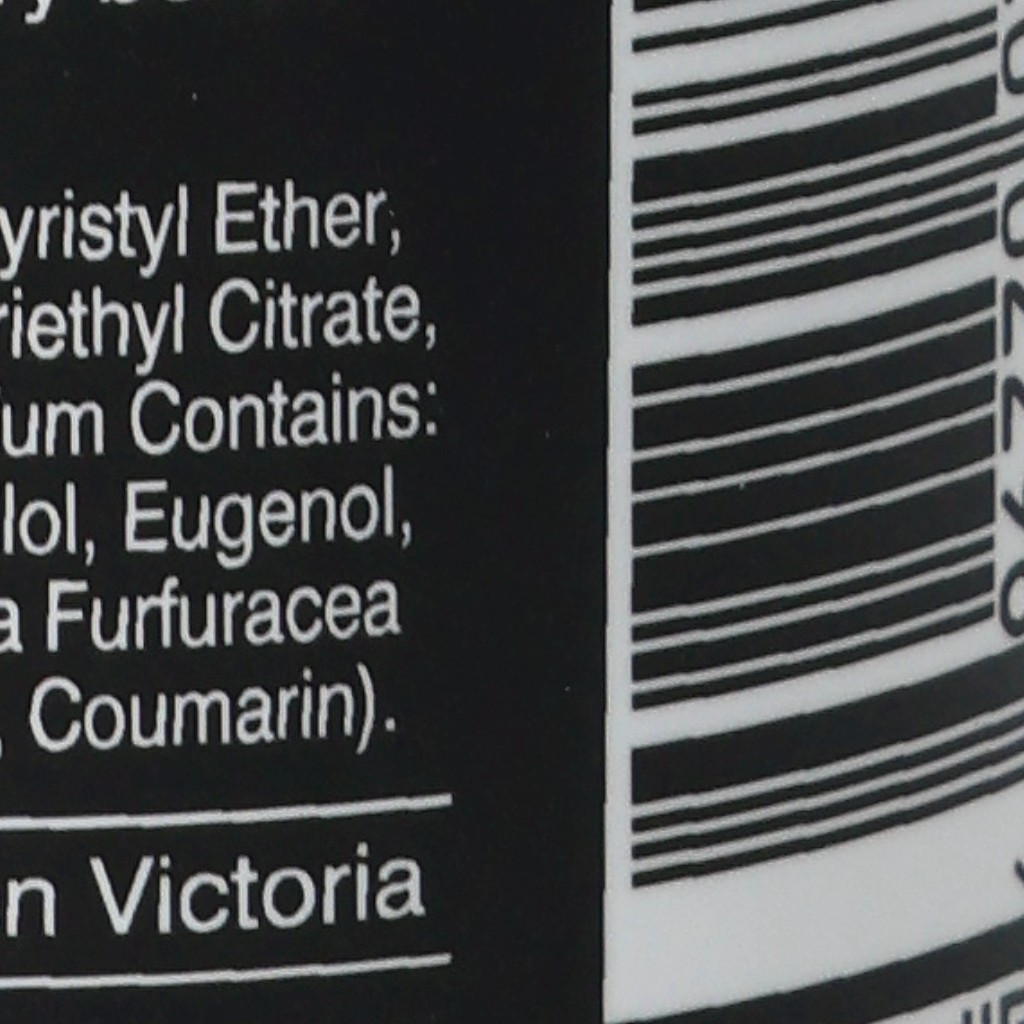 yristyl Ether,
riethyl Citrate,
um Contains:
lol, Eugenol,
a Furfuracea
, Coumarin).
n Victoria